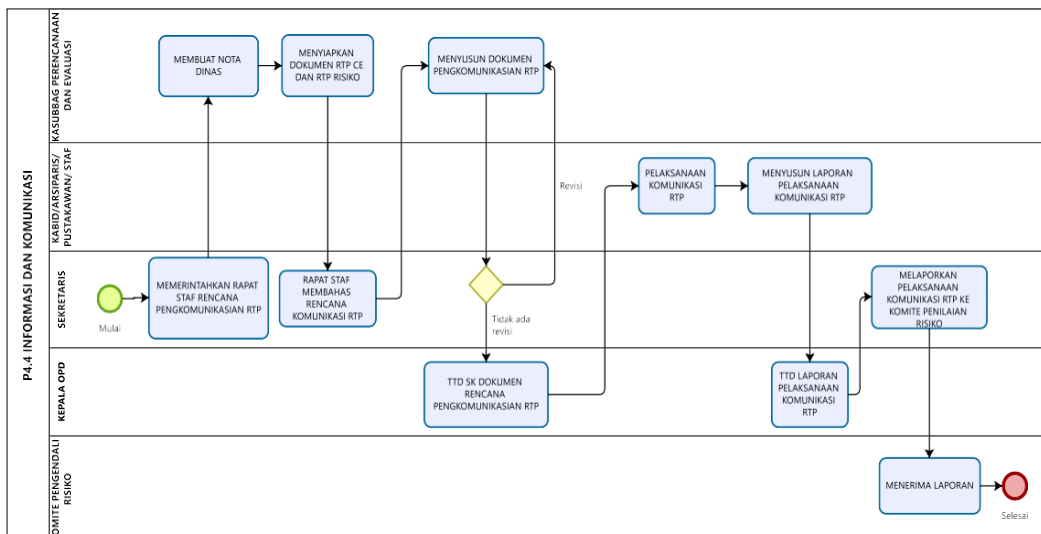 P4.4 INFORMASI DAN KOMUNIKASI
KASUBBAG PERENCANAAN
DAN EVALUASI
MEMBUAT NOTA
DINAS
MENYIAPKAN
DOKUMEN RTP CE
DAN RTP RISIKO
MENYUSUN DOKUMEN
PENGKOMUNIKASIAN RTP
KABID/ARSIPARIS/
PUSTAKAWAN/ STAF
Revisi
PELAKSANAAN
KOMUNIKASI
RTP
MENYUSUN LAPORAN
PELAKSANAAN
KOMUNIKASI RTP
SEKRETARIS
Mulai
MEMERINTAHKAN RAPAT
STAF RENCANA
PENGKOMUNIKASIAN RTP
RAPAT STAF
MEMBAHAS
RENCANA
KOMUNIKASI RTP
Tidak ada
revisi
MELAPORKAN
PELAKSANAAN
KOMUNIKASI RTP KE
KOMITE PENILAIAN
RISIKO
KEPALA OPD
TTD SK DOKUMEN
RENCANA
PENGKOMUNIKASIAN RTP
TTD LAPORAN
PELAKSANAAN
KOMUNIKASI
RTP
OMITE PENGENDALI
RISIKO
MENERIMA LAPORAN
Selesai